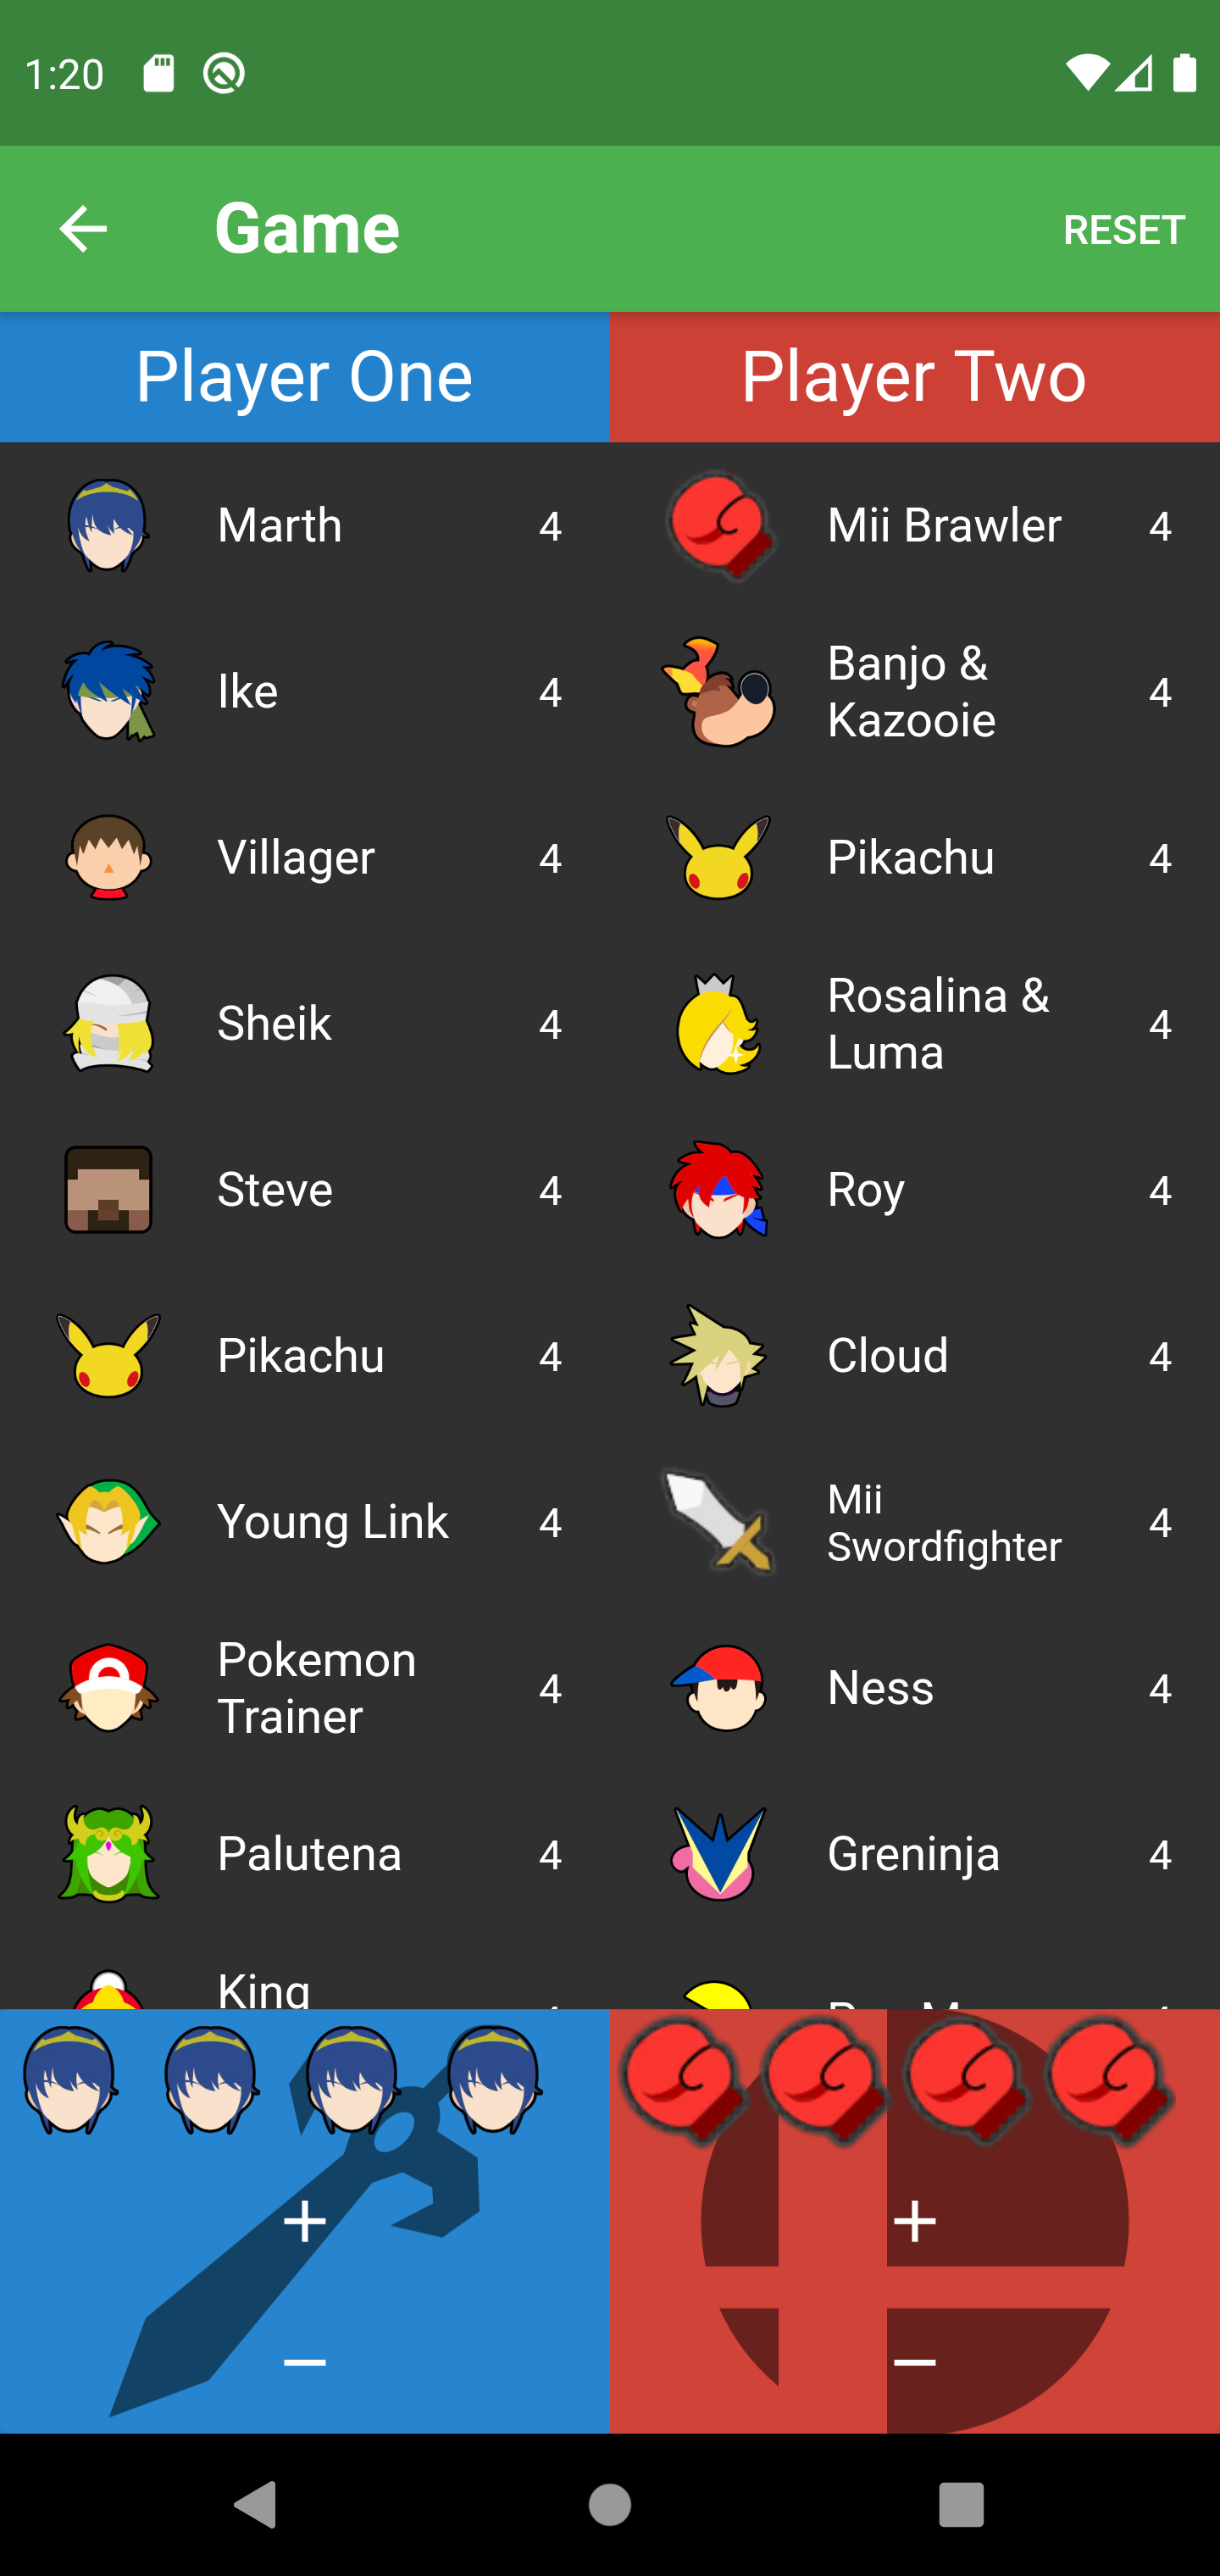 1:20
Game
RESET
Player One
Player Two
Marth 4
Mii Brawler 4
Ike 4
Banjo &
Kazooie 4
Villager 4
Pikachu 4
Sheik 4
Rosalina &
Luma 4
Steve 4
Roy 4
Pikachu 4
Cloud 4
Young Link 4
Mii
Swordfighter 4
Pokemon
Trainer 4
Ness 4
Palutena 4
Greninja 4
King
+
+
−
−